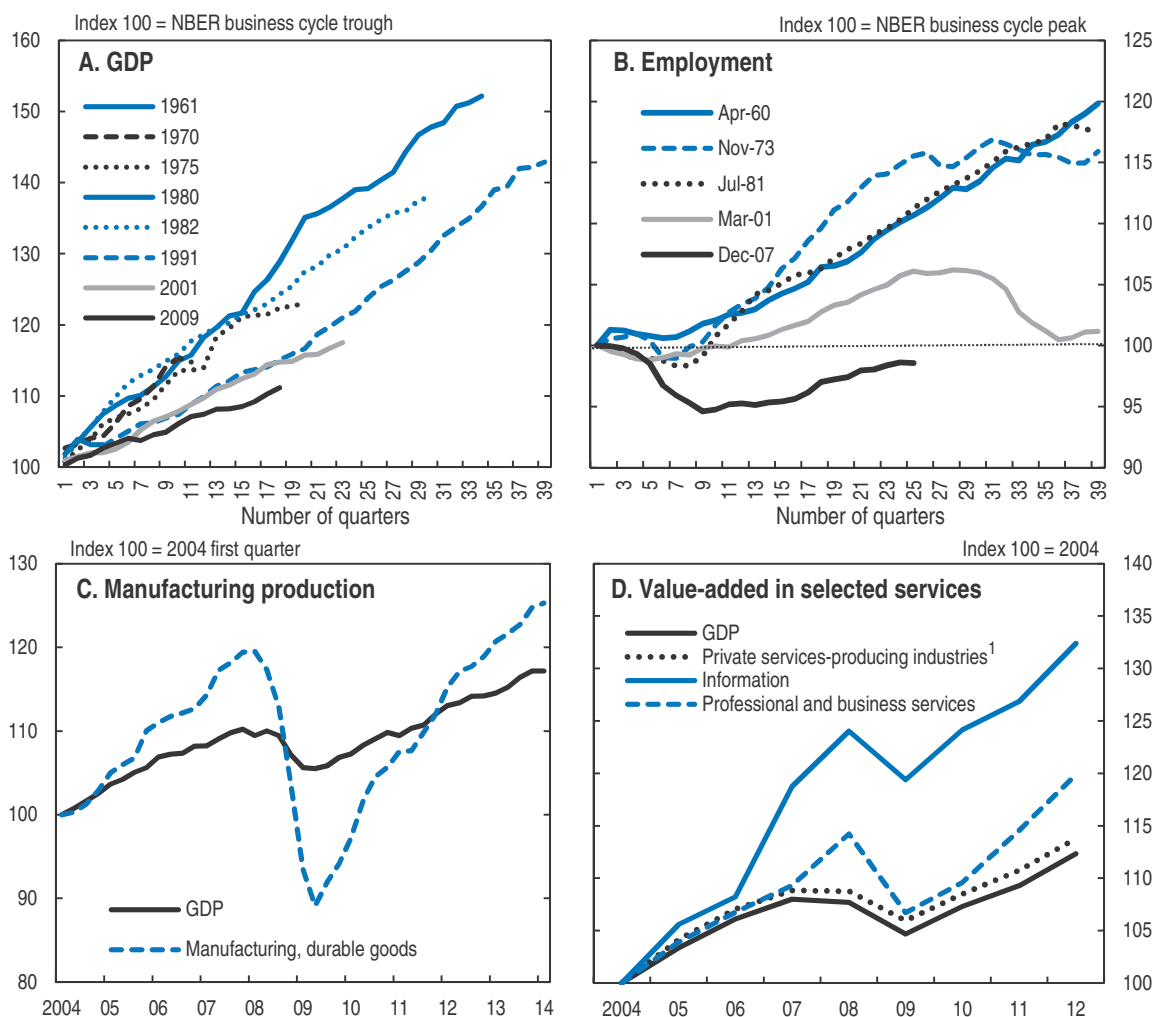 Index 100 = NBER business cycle trough
A. GDP
160
150
140
130
120
110
100
1961
1970
1975
1980
1982
1991
2001
2009
1 3 5 7 9 11 13 15 17 19 21 23 25 27 29 31 33 35 37 39
Number of quarters
Index 100 = NBER business cycle peak
B. Employment
125
120
115
110
105
100
95
90
Apr-60
Nov-73
Jul-81
Mar-01
Dec-07
1 3 5 7 9 11 13 15 17 19 21 23 25 27 29 31 33 35 37 39
Number of quarters
Index 100 = 2004 first quarter
C. Manufacturing production
130
120
110
100
90
80
GDP
Manufacturing, durable goods
2004 05 06 07 08 09 10 11 12 13 14
Index 100 = 2004
D. Value-added in selected services
140
135
130
125
120
115
110
105
100
GDP
Private services-producing industries1
Information
Professional and business services
2004 05 06 07 08 09 10 11 12